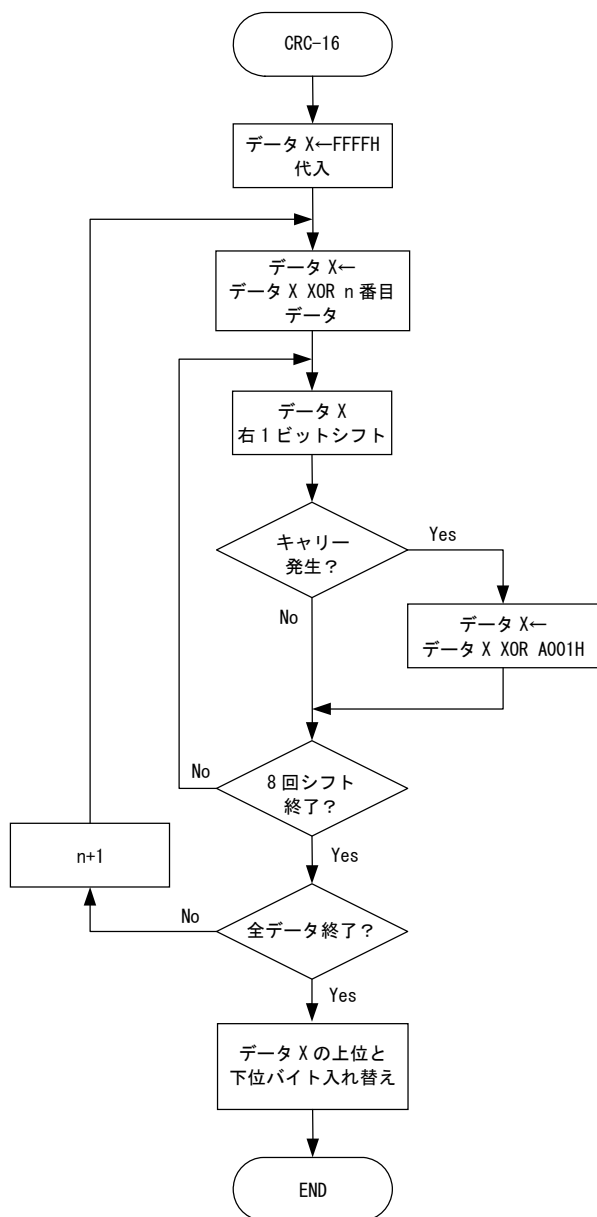 CRC-16
データ X←FFFFH
代入
データ X←
データ X XOR n 番目
データ
データ X
右 1 ビットシフト
キャリー
発生？
Yes
No
データ X←
データ X XOR A001H
8 回シフト
終了？
No
Yes
n+1
全データ終了？
No
Yes
データ X の上位と
下位バイト入れ替え
END